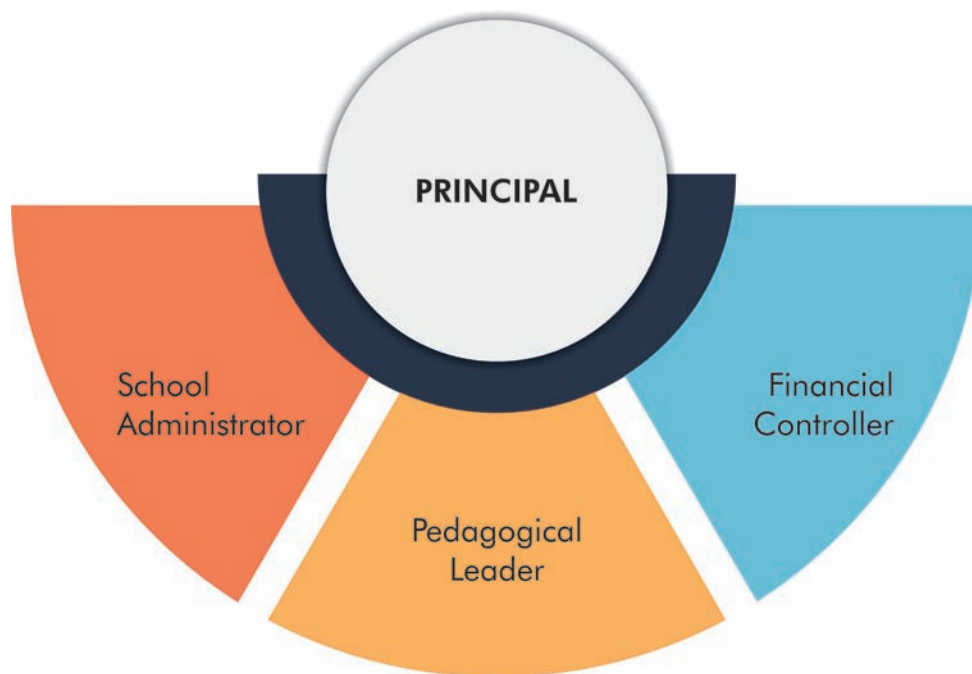 PRINCIPAL
School
Administrator
Pedagogical
Leader
Financial
Controller